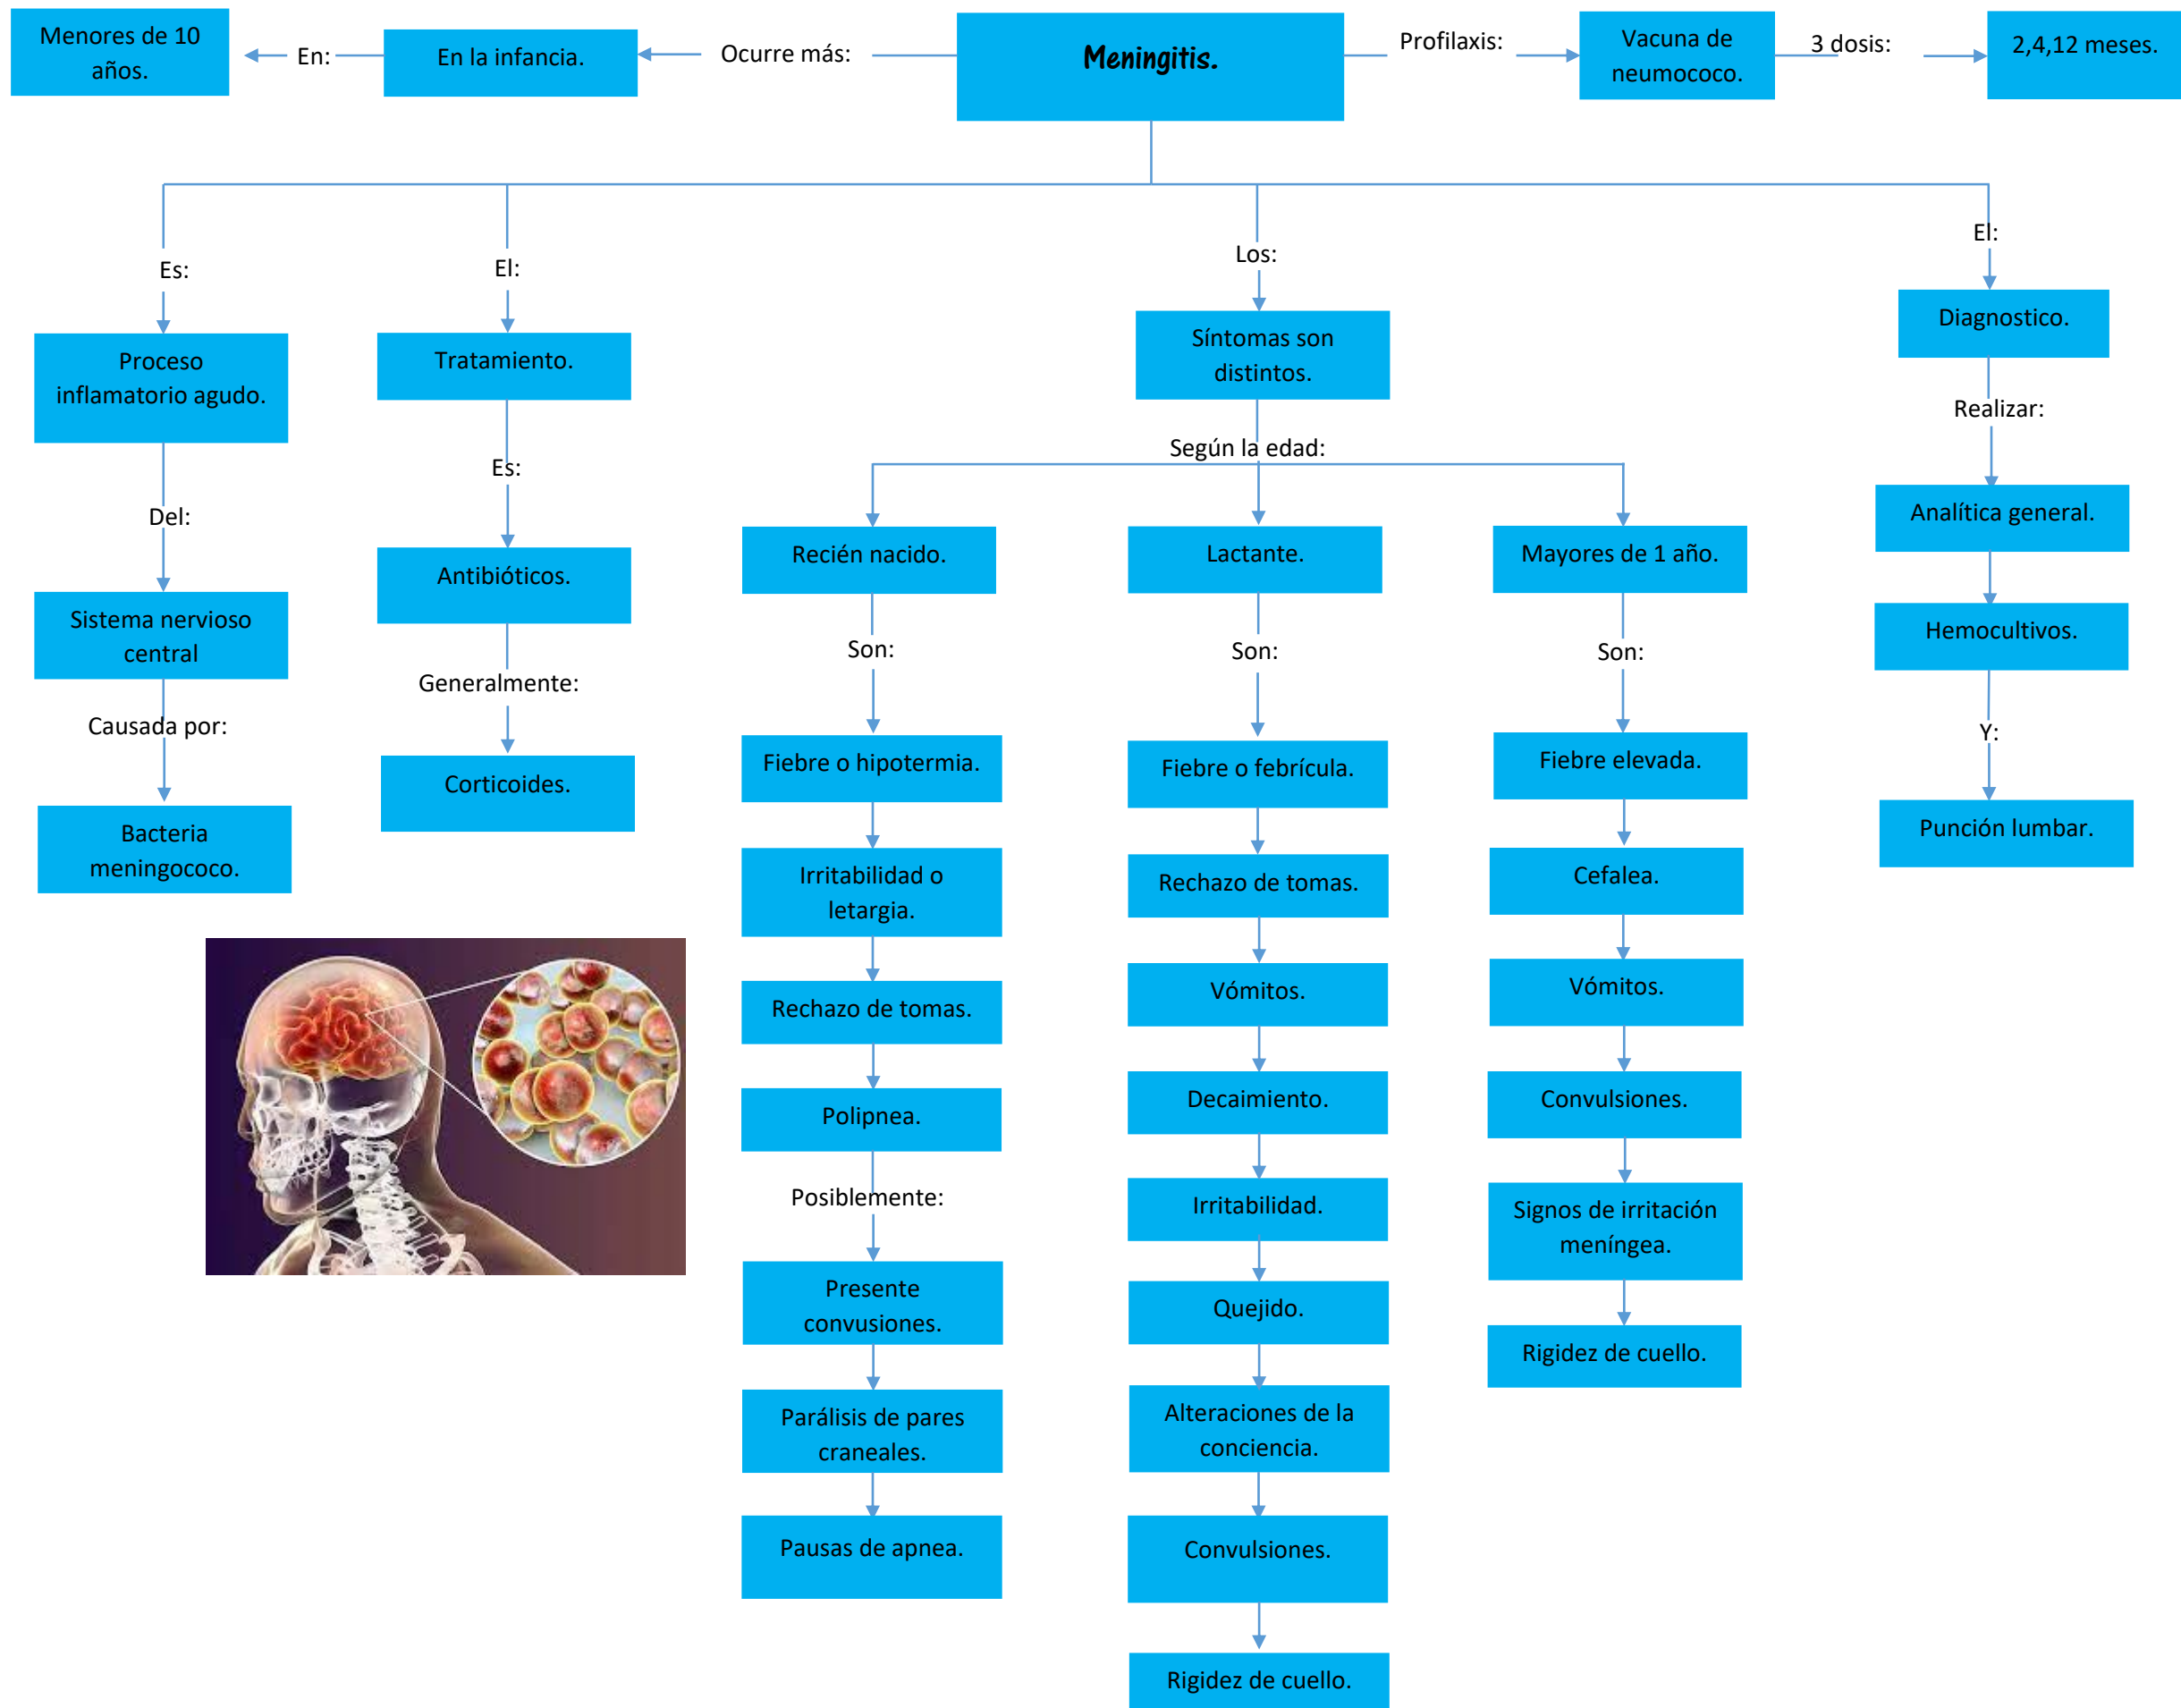 Meningitis.
Ocurre más:
En la infancia.
En:
Menores de 10
años.
Profilaxis:
Vacuna de
neumococo.
3 dosis:
2,4,12 meses.
Es:
Proceso
inflamatorio agudo.
Del:
Sistema nervioso
central
Causada por:
Bacteria
meningococo.
El:
Tratamiento.
Es:
Antibióticos.
Generalmente:
Corticoides.
Los:
Síntomas son
distintos.
Según la edad:
Recién nacido.
Son:
Fiebre o hipotermia.
Irritabilidad o
letargia.
Rechazo de tomas.
Polipnea.
Posiblemente:
Presente
convusiones.
Parálisis de pares
craneales.
Pausas de apnea.
Lactante.
Son:
Fiebre o febrícula.
Rechazo de tomas.
Vómitos.
Decaimiento.
Irritabilidad.
Quejido.
Alteraciones de la
conciencia.
Convulsiones.
Rigidez de cuello.
Mayores de 1 año.
Son:
Fiebre elevada.
Cefalea.
Vómitos.
Convulsiones.
Signos de irritación
meníngea.
Rigidez de cuello.
El:
Diagnostico.
Realizar:
Analítica general.
Hemocultivos.
Y:
Punción lumbar.